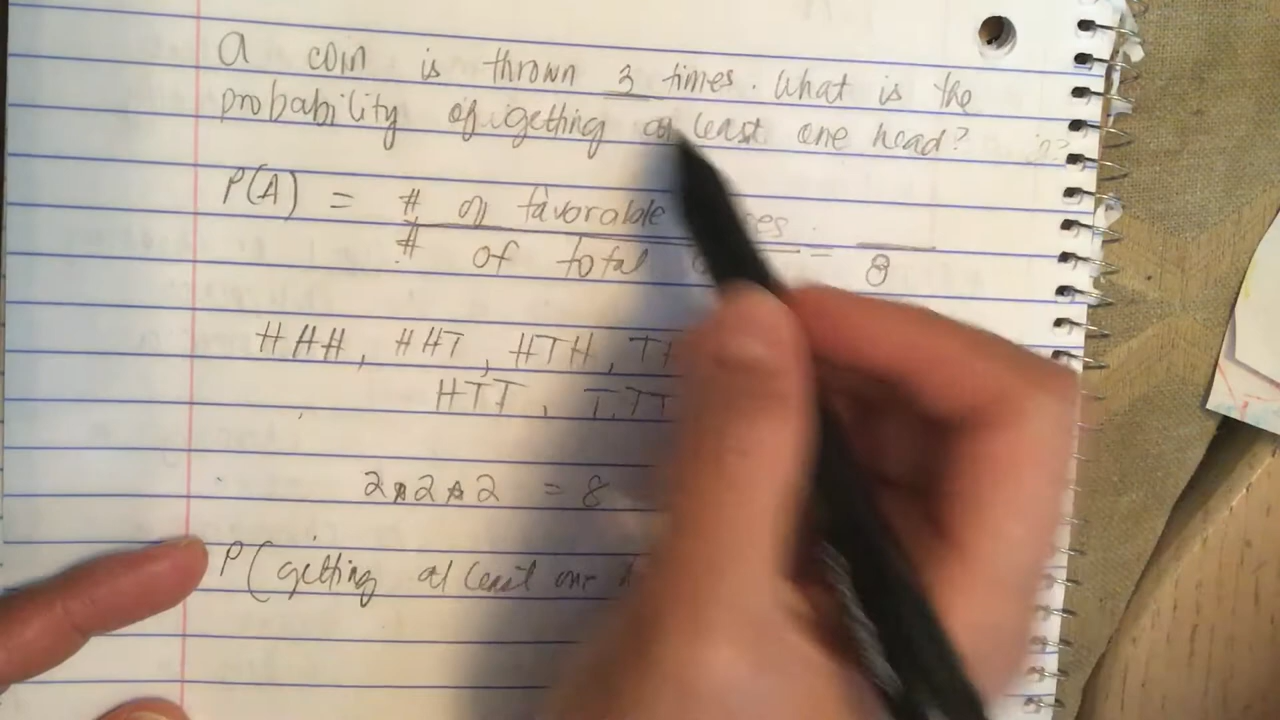 a coin is thrown 3 times. What is the
probability of getting at least one head?
P(A) = # of favorable
# of total = 8
HHH, HHT, HTH,
HTT, TTT
2*2*2 = 8
P(getting at least one